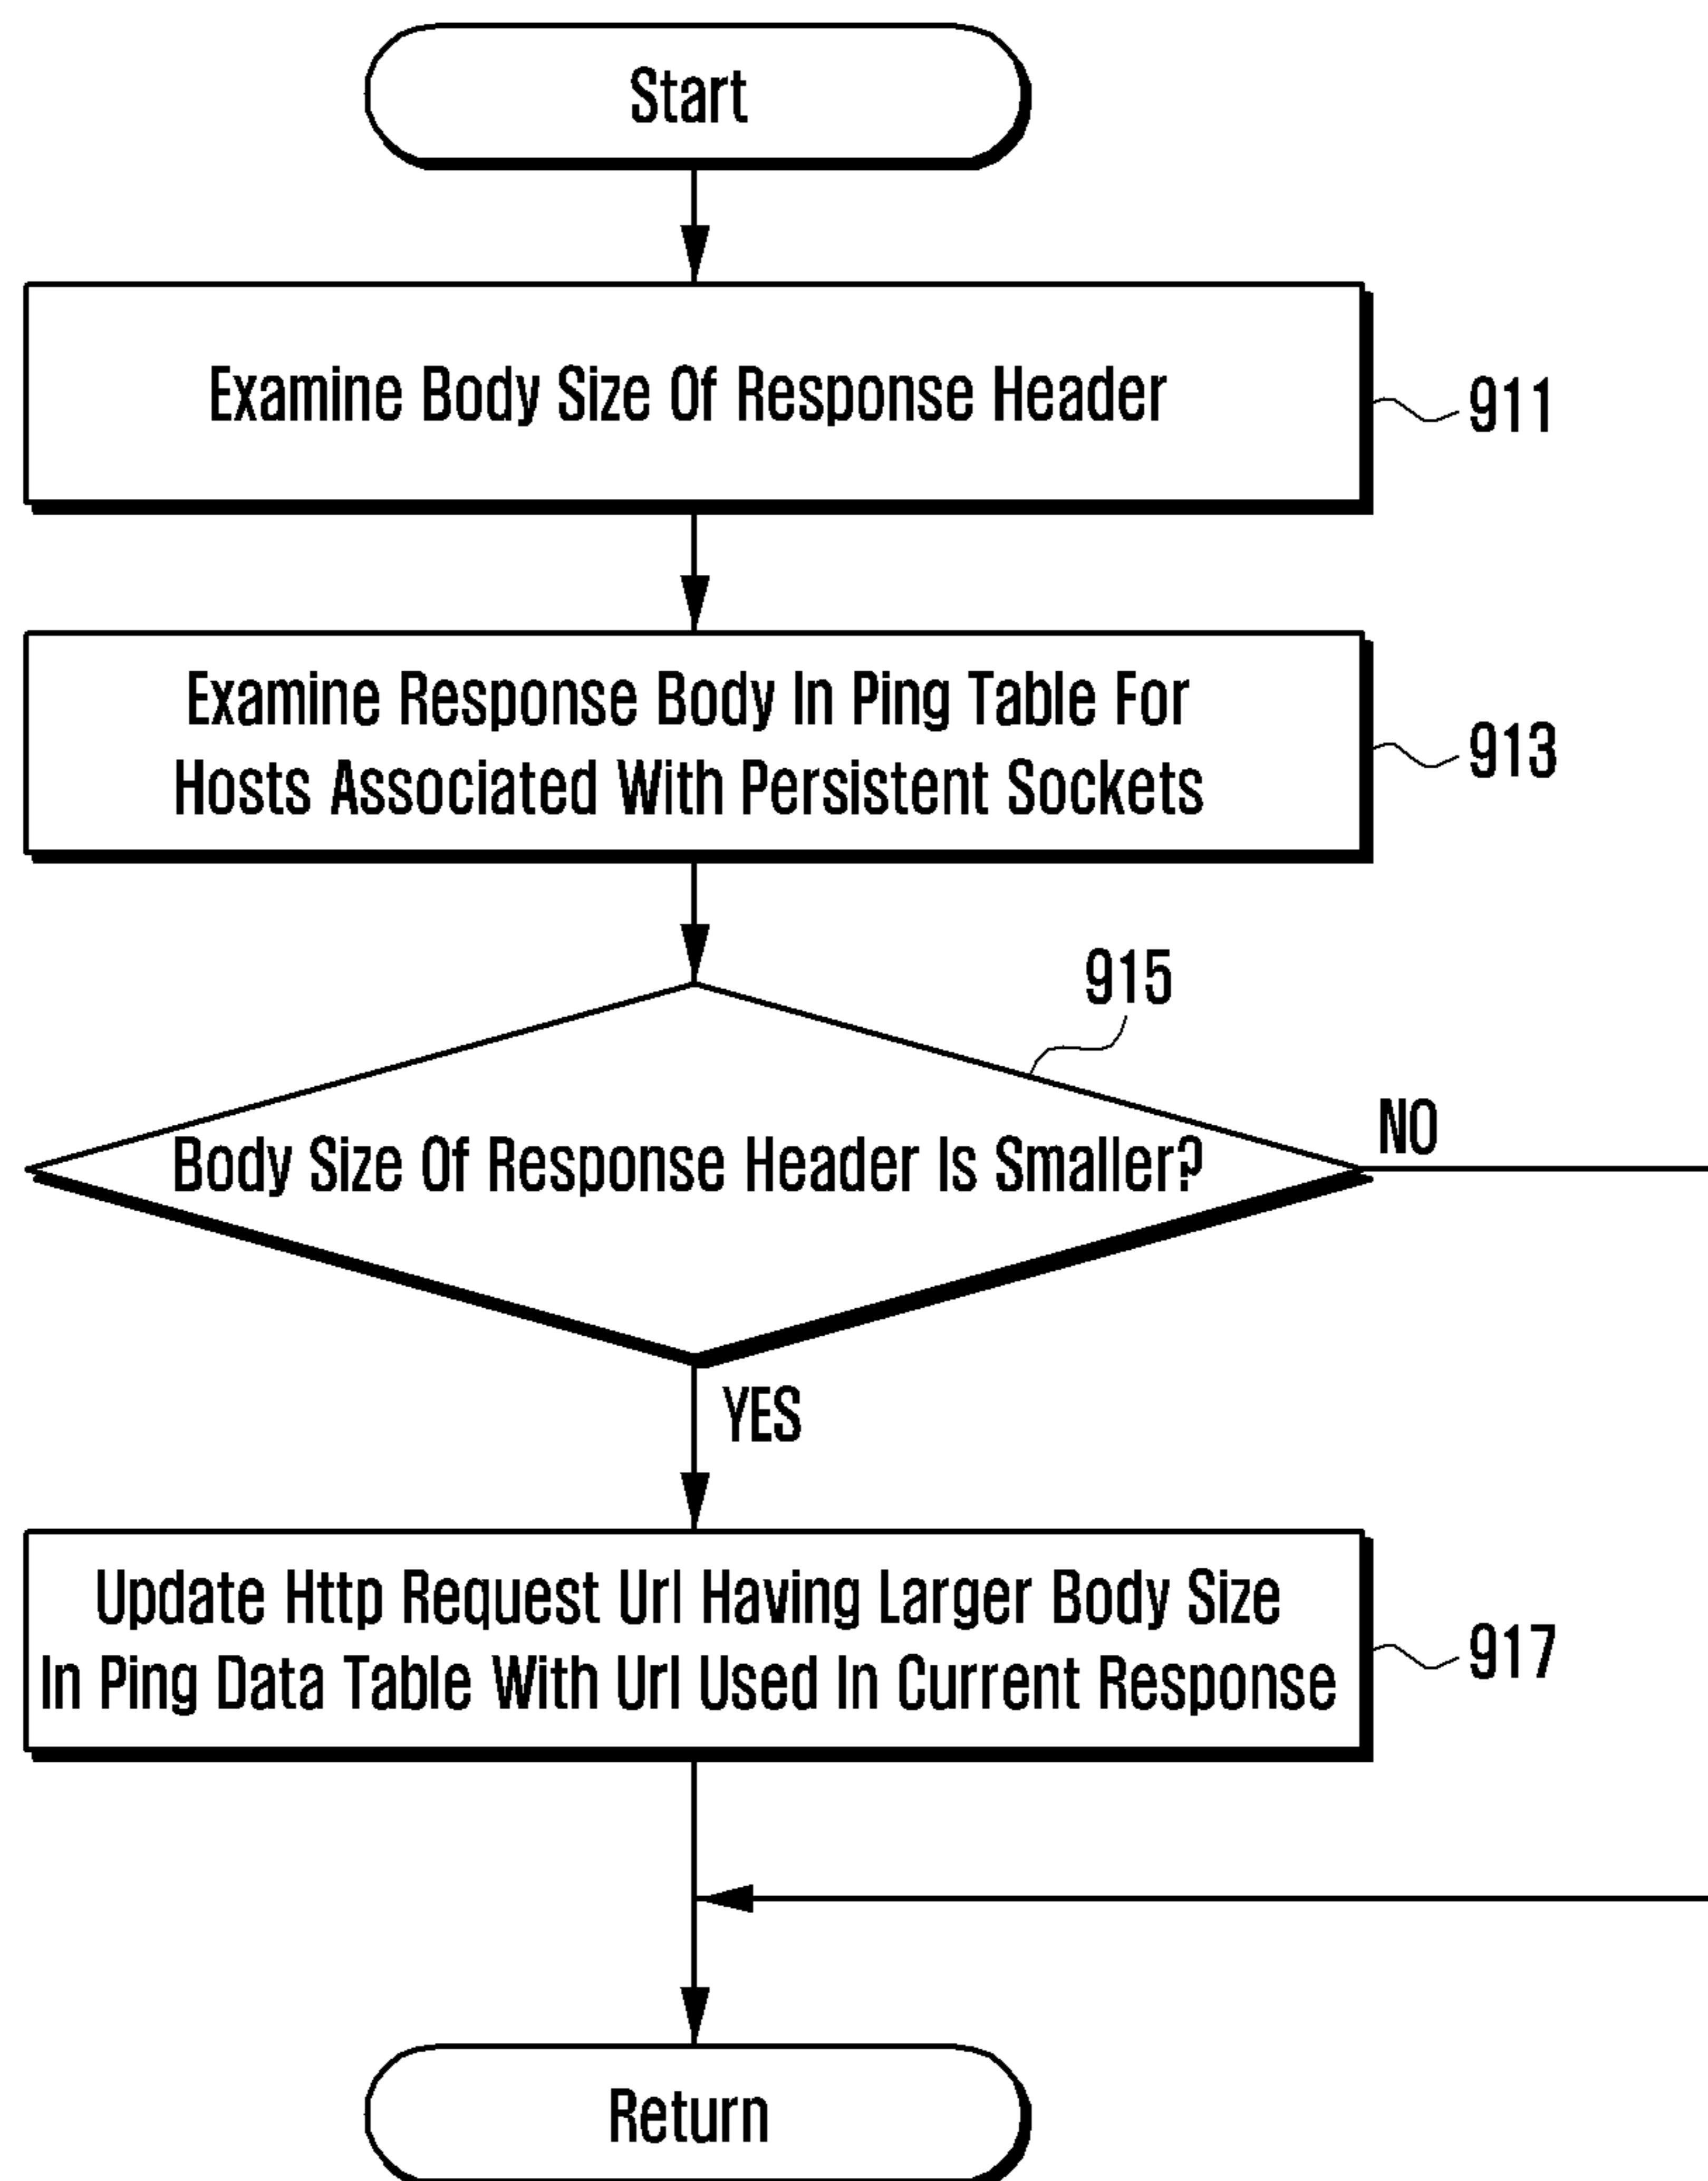 Start
Examine Body Size Of Response Header
911
Examine Response Body In Ping Table For
Hosts Associated With Persistent Sockets
913
915
Body Size Of Response Header Is Smaller?
NO
YES
Update Http Request Url Having Larger Body Size
In Ping Data Table With Url Used In Current Response
917
Return